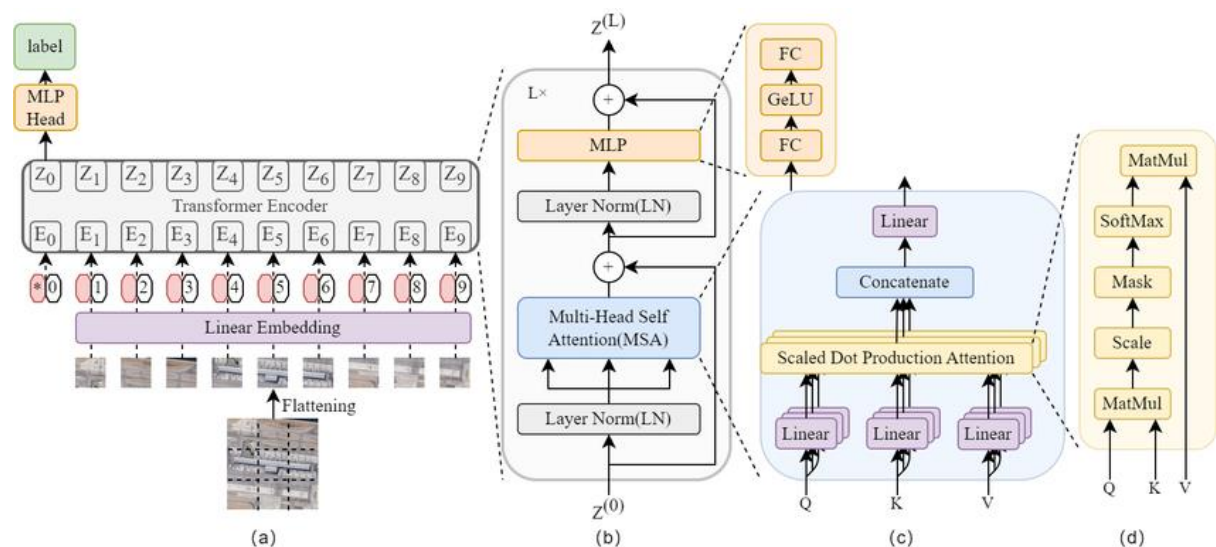 label
MLP
Head
Z0 Z1 Z2 Z3 Z4 Z5 Z6 Z7 Z8 Z9
Transformer Encoder
E0 E1 E2 E3 E4 E5 E6 E7 E8 E9
* 0 1 2 3 4 5 6 7 8 9
Linear Embedding
Flattening
(a)
Z(L)
L×
+
MLP
Layer Norm(LN)
+
Multi-Head Self
Attention(MSA)
Layer Norm(LN)
Z(0)
(b)
FC
GeLU
FC
Linear
Concatenate
Scaled Dot Production Attention
Linear Linear Linear
Q K V
(c)
MatMul
SoftMax
Mask
Scale
MatMul
Q K V
(d)